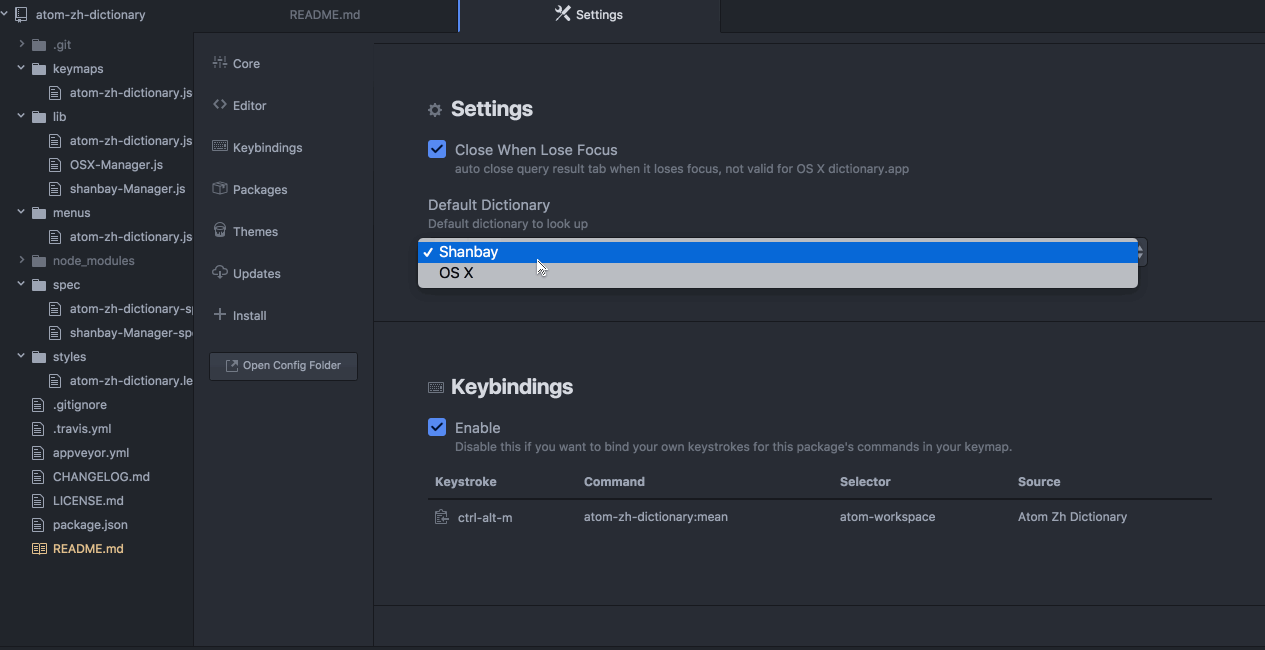 atom-zh-dictionary
README.md
Settings
.git
keymaps
atom-zh-dictionary.js
lib
atom-zh-dictionary.js
OSX-Manager.js
shanbay-Manager.js
menus
atom-zh-dictionary.js
node_modules
spec
atom-zh-dictionary-sp
shanbay-Manager-spe
styles
atom-zh-dictionary.le
.gitignore
.travis.yml
appveyor.yml
CHANGELOG.md
LICENSE.md
package.json
README.md
Core
Editor
Keybindings
Packages
Themes
Updates
Install
Open Config Folder
Settings
Close When Lose Focus
auto close query result tab when it loses focus, not valid for OS X dictionary.app
Default Dictionary
Default dictionary to look up
Shanbay
OS X
Keybindings
Enable
Disable this if you want to bind your own keystrokes for this package's commands in your keymap.
Keystroke Command Selector Source
ctrl-alt-m atom-zh-dictionary:mean atom-workspace Atom Zh Dictionary